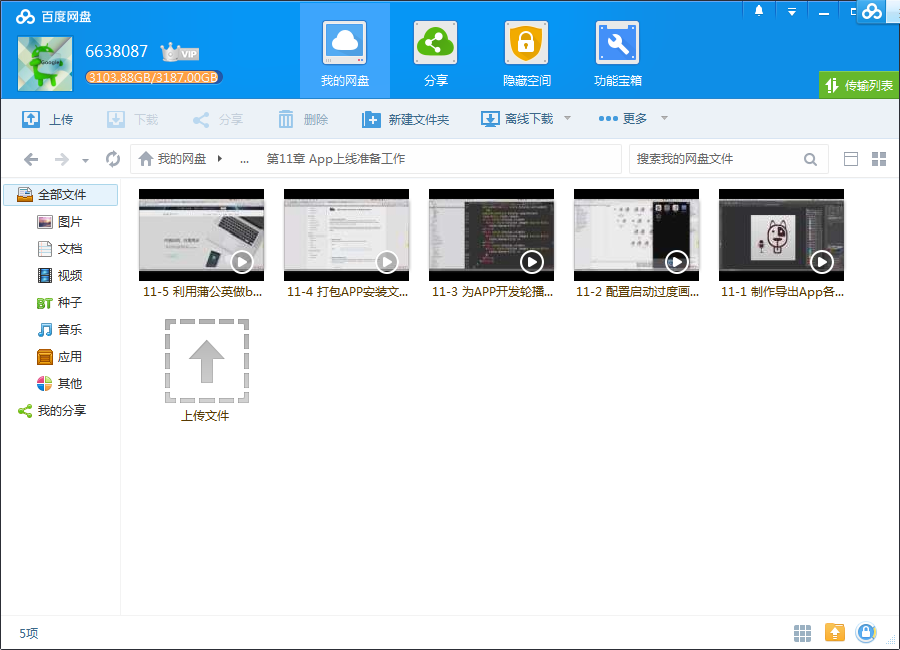 百度网盘
6638087 VIP
3103.88GB/3187.00GB
我的网盘 分享 隐藏空间 功能宝箱
传输列表
上传 下载 分享 删除 新建文件夹 离线下载 更多
我的网盘 ... 第11章 App上线准备工作
搜索我的网盘文件
全部文件
图片
文档
视频
BT 种子
音乐
应用
其他
我的分享
11-5 利用蒲公英做b...
11-4 打包APP安装文...
11-3 为APP开发轮播...
11-2 配置启动过度画...
11-1 制作导出App各...
上传文件
5项